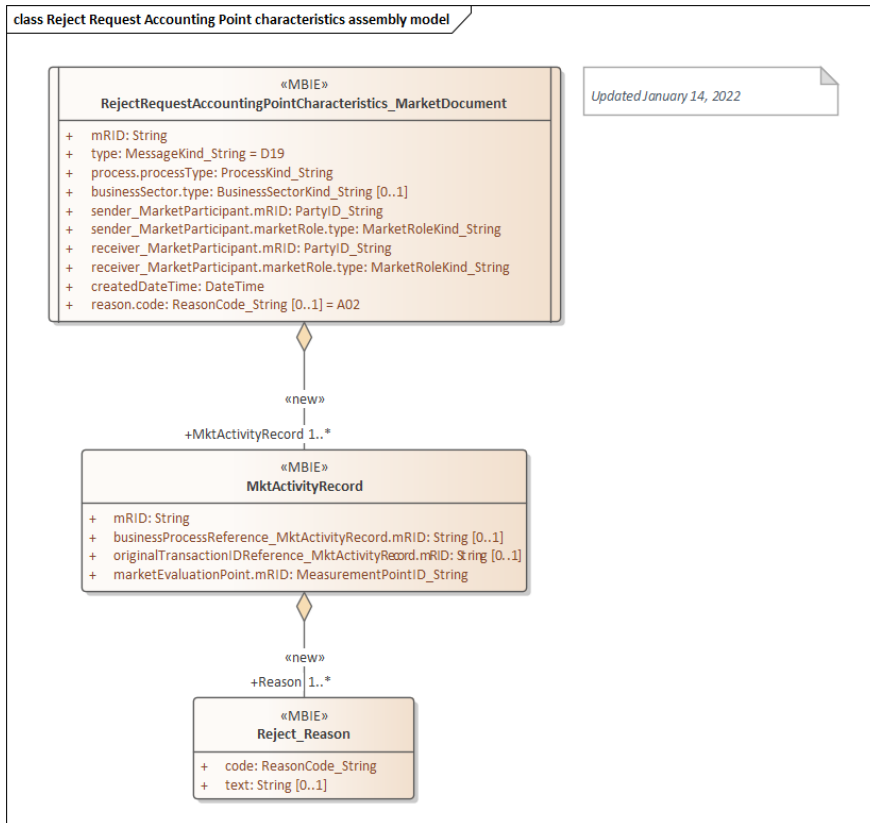 class Reject Request Accounting Point characteristics assembly model
«MBIE»
RejectRequestAccountingPointCharacteristics_MarketDocument
+ mRID: String
+ type: MessageKind_String = D19
+ process.processType: ProcessKind_String
+ businessSector.type: BusinessSectorKind_String [0..1]
+ sender_MarketParticipant.mRID: PartyID_String
+ sender_MarketParticipant.marketRole.type: MarketRoleKind_String
+ receiver_MarketParticipant.mRID: PartyID_String
+ receiver_MarketParticipant.marketRole.type: MarketRoleKind_String
+ createdDateTime: DateTime
+ reason.code: ReasonCode_String [0..1] = A02
Updated January 14, 2022
«new»
+MktActivityRecord 1..*
«MBIE»
MktActivityRecord
+ mRID: String
+ businessProcessReference_MktActivityRecord.mRID: String [0..1]
+ originalTransactionIDReference_MktActivityRecord.mRID: String [0..1]
+ marketEvaluationPoint.mRID: MeasurementPointID_String
«new»
+Reason 1..*
«MBIE»
Reject_Reason
+ code: ReasonCode_String
+ text: String [0..1]